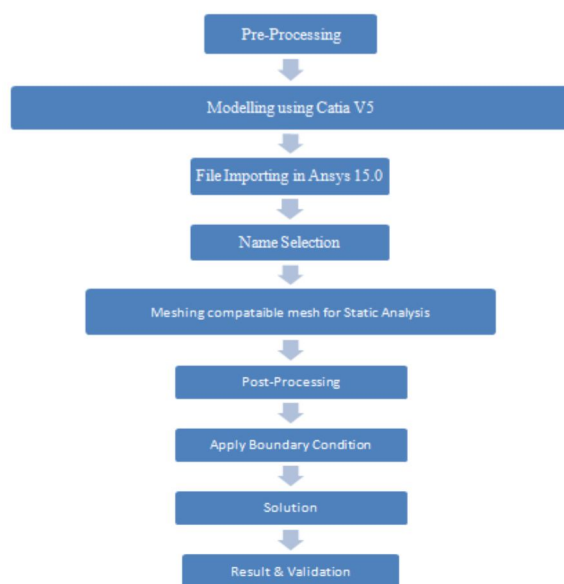 Pre-Processing
Modelling using Catia V5
File Importing in Ansys 15.0
Name Selection
Meshing compataible mesh for Static Analysis
Post-Processing
Apply Boundary Condition
Solution
Result & Validation